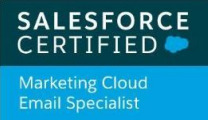 SALESFORCE
CERTIFIED
Marketing Cloud
Email Specialist